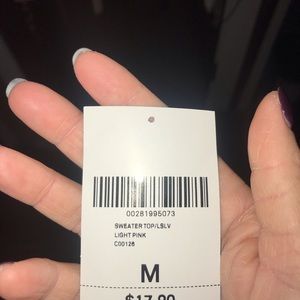 00281995073
SWEATER TOP/LSLV
LIGHT PINK
C00126
M